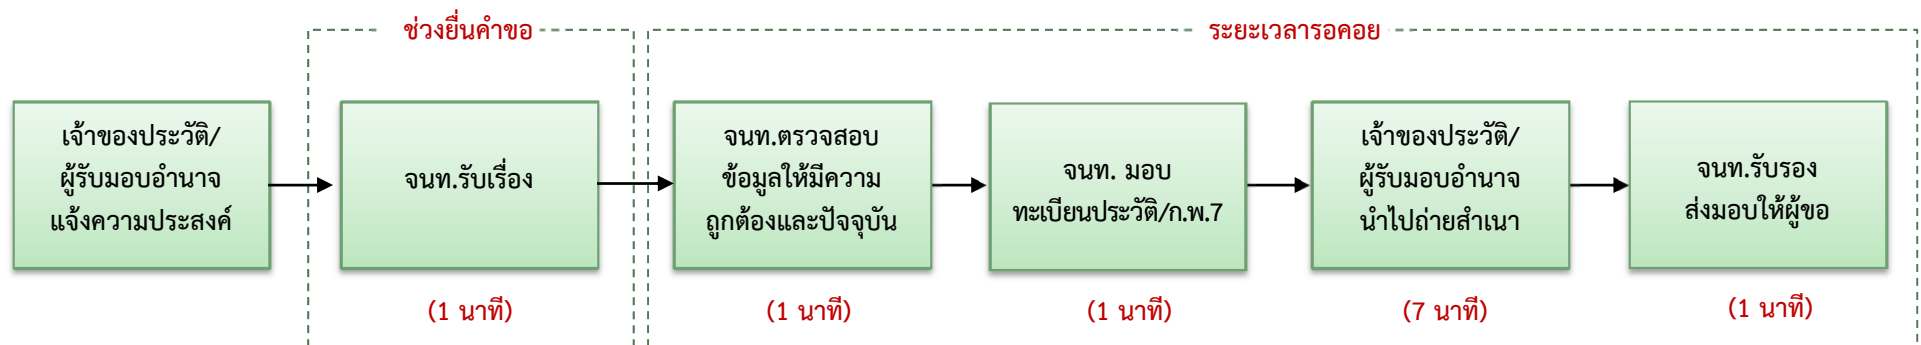 ช่วงยื่นคำขอ
ระยะเวลารอคอย
เจ้าของประวัติ/
ผู้รับมอบอำนาจ
แจ้งความประสงค์
จนท.รับเรื่อง
(1 นาที)
จนท.ตรวจสอบ
ข้อมูลให้มีความ
ถูกต้องและปัจจุบัน
(1 นาที)
จนท. มอบ
ทะเบียนประวัติ/ก.พ.7
(1 นาที)
เจ้าของประวัติ/
ผู้รับมอบอำนาจ
นำไปถ่ายสำเนา
(7 นาที)
จนท.รับรอง
ส่งมอบให้ผู้ขอ
(1 นาที)